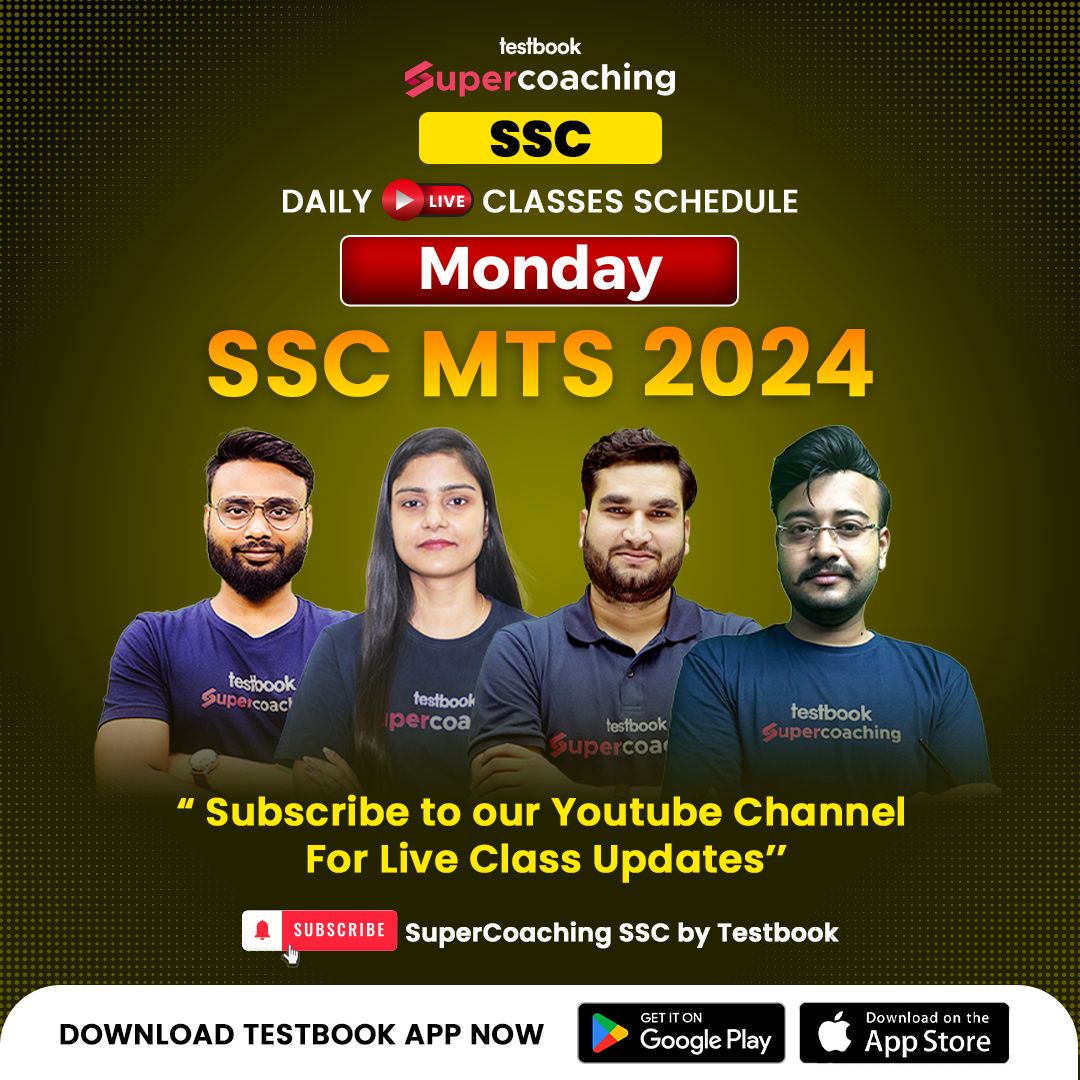 testbook
Supercoaching
SSC
DAILY LIVE CLASSES SCHEDULE
Monday
SSC MTS 2024
testbook
Supercoach
testbook
percoa
testbook
Supercoac
testbook
Supercoaching
“ Subscribe to our Youtube Channel
For Live Class Updates’’
SUBSCRIBE SuperCoaching SSC by Testbook
DOWNLOAD TESTBOOK APP NOW
GET IT ON
Google Play
Download on the
App Store